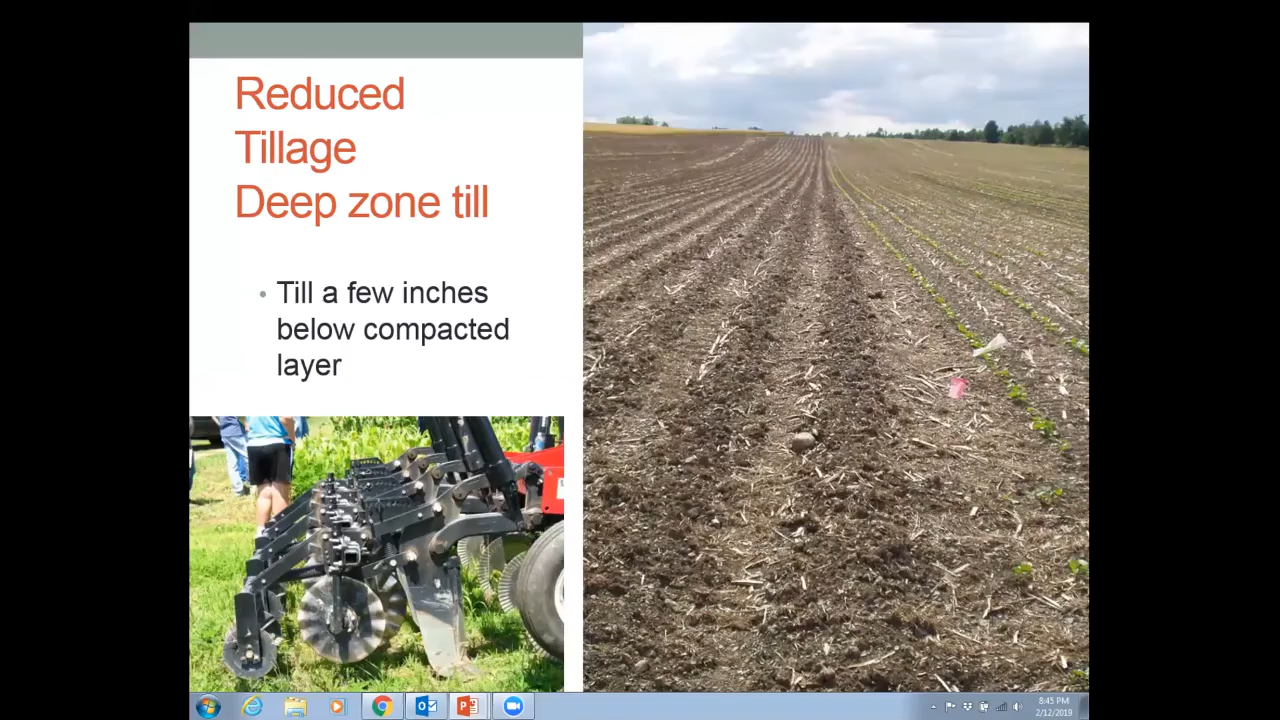 Reduced
Tillage
Deep zone till
• Till a few inches
below compacted
layer
8:45 PM
2/12/2019